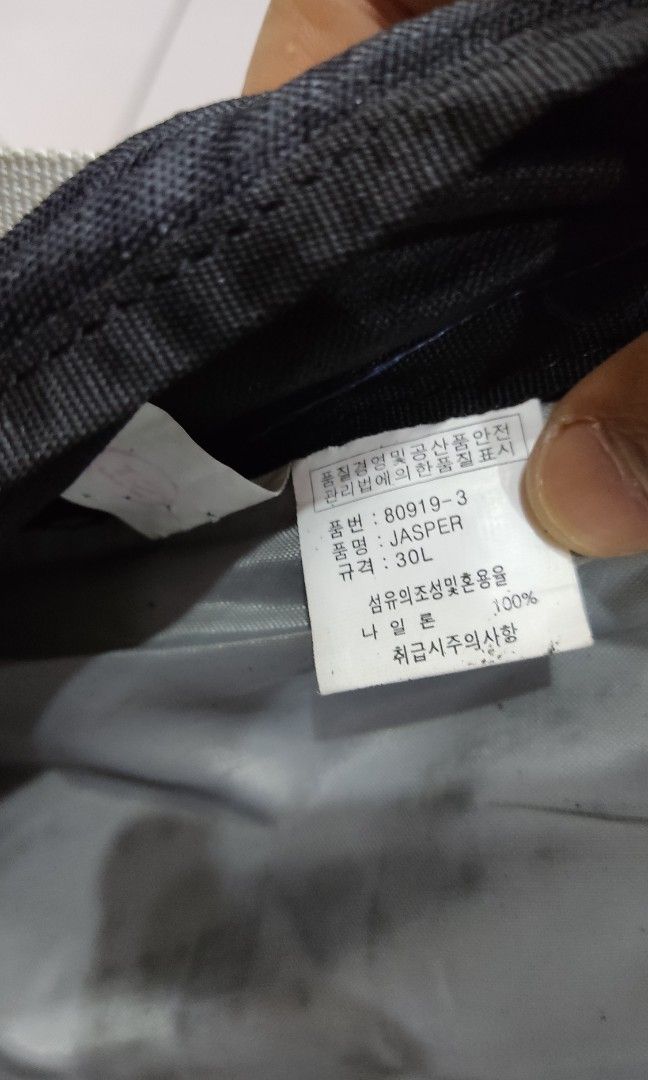 품질경영및공산품안전
관리법에의한품질표시
품번 : 80919-3
품명 : JASPER
규격 : 30L
섬유의조성및혼용율
나 일 론 100%
취급시주의사항